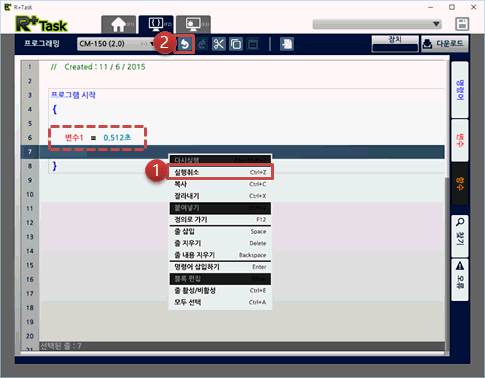 R+Task
R+Task
(F1)
(F2)
(F3)
프로그래밍
CM-150 (2.0)
2
장치
다운로드
1 // Created : 11 / 6 / 2015
2
3 프로그램 시작
4 {
5
6 변수1 = 0.512초
7
8 }
9
10
11
12
13
14
15
16
17
18
19
20
21
1
다시실행
실행취소 Ctrl+Z
복사 Ctrl+C
잘라내기 Ctrl+X
붙여넣기
정의로 가기 F12
줄 삽입 Space
줄 지우기 Delete
줄 내용 지우기 Backspace
명령어 삽입하기 Enter
블록 편집
줄 활성/비활성 Ctrl+E
모두 선택 Ctrl+A
명령어
변수
함수
찾기
오류
선택된 줄 : 7